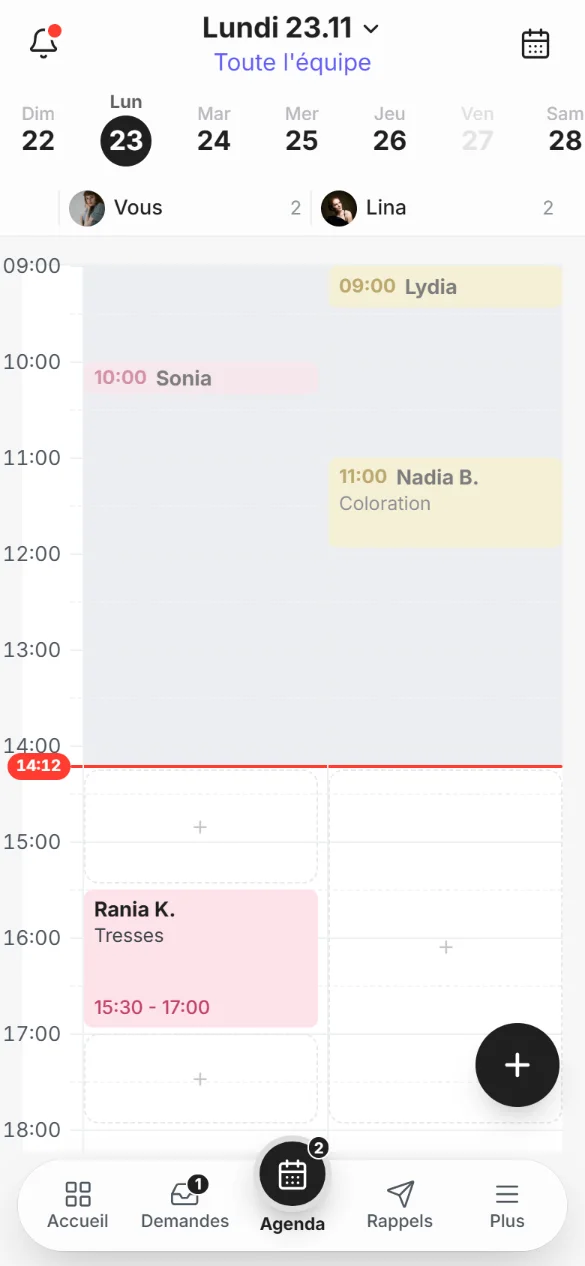 Lundi 23.11
Toute l'équipe
Dim Lun Mar Mer Jeu Ven Sam
22 23 24 25 26 27 28
Vous 2 Lina 2
09:00
09:00 Lydia
10:00
10:00 Sonia
11:00
11:00 Nadia B.
Coloration
12:00
13:00
14:00
14:12
+
15:00
Rania K.
Tresses
16:00
+
15:30 - 17:00
17:00
+
+
18:00
2
1
Accueil Demandes Agenda Rappels Plus